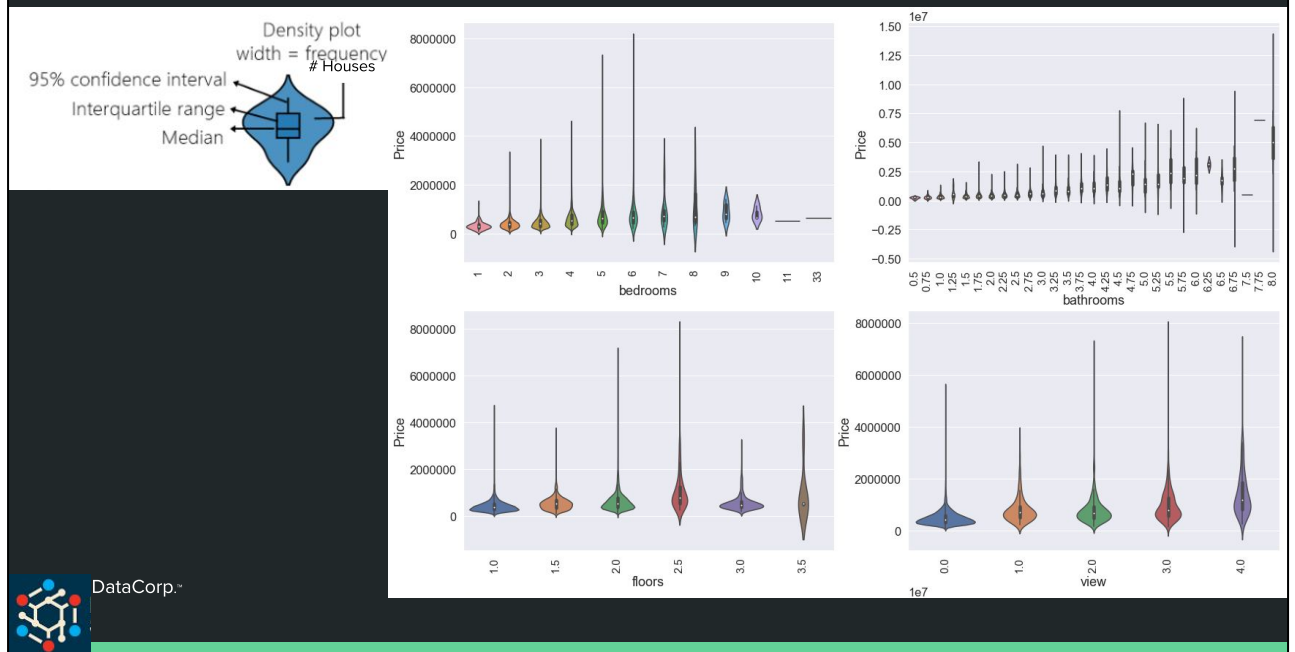 Density plot
width = frequency
# Houses
95% confidence interval
Interquartile range
Median
8000000
6000000
4000000
2000000
0
Price
1 2 3 4 5 6 7 8 9 10 11 33
bedrooms
1e7
1.50
1.25
1.00
0.75
0.50
0.25
0.00
−0.25
−0.50
Price
0.5 0.75 1.0 1.25 1.5 1.75 2.0 2.25 2.5 2.75 3.0 3.25 3.5 3.75 4.0 4.25 4.5 4.75 5.0 5.25 5.5 5.75 6.0 6.25 6.5 6.75 7.5 7.75 8.0
bathrooms
8000000
6000000
4000000
2000000
0
Price
1.0 1.5 2.0 2.5 3.0 3.5
floors
8000000
6000000
4000000
2000000
0
Price
0.0 1.0 2.0 3.0 4.0
view
1e7
DataCorp.™